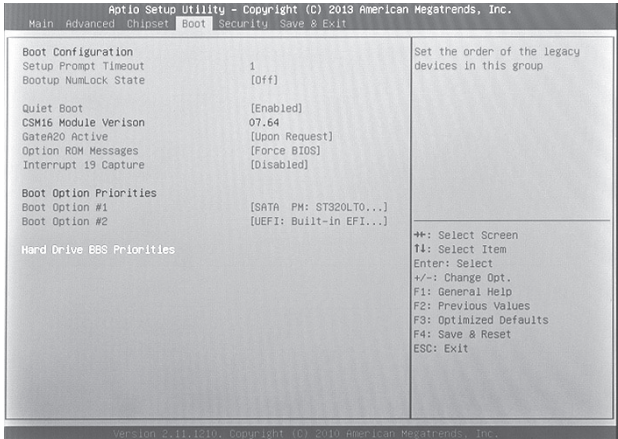 Aptio Setup Utility – Copyright (C) 2013 American Megatrends, Inc.
Main Advanced Chipset Boot Security Save & Exit
Boot Configuration
Setup Prompt Timeout 1
Bootup NumLock State [Off]
Quiet Boot [Enabled]
CSM16 Module Verison 07.64
GateA20 Active [Upon Request]
Option ROM Messages [Force BIOS]
Interrupt 19 Capture [Disabled]
Boot Option Priorities
Boot Option #1 [SATA PM: ST320LT0...]
Boot Option #2 [UEFI: Built-in EFI...]
Hard Drive BBS Priorities
Set the order of the legacy
devices in this group
→←: Select Screen
↑↓: Select Item
Enter: Select
+/-: Change Opt.
F1: General Help
F2: Previous Values
F3: Optimized Defaults
F4: Save & Reset
ESC: Exit
Version 2.11.1210. Copyright (C) 2010 American Megatrends, Inc.